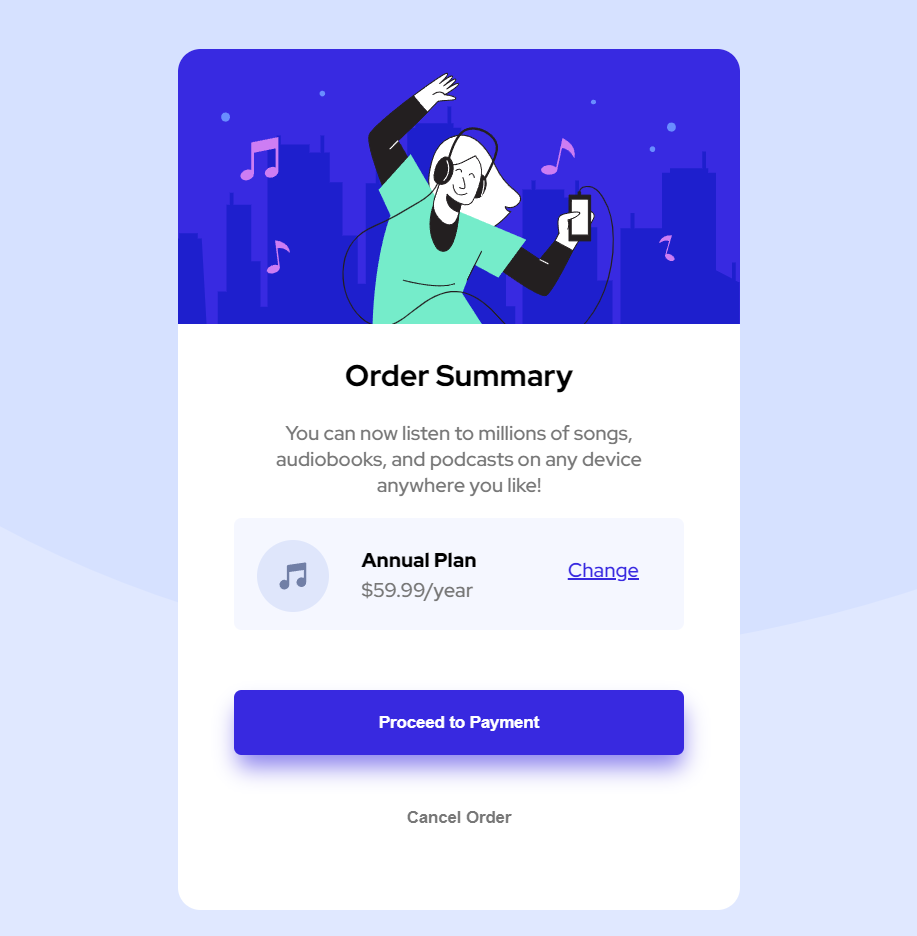 Order Summary
You can now listen to millions of songs,
audiobooks, and podcasts on any device
anywhere you like!
Annual Plan
$59.99/year
Change
Proceed to Payment
Cancel Order